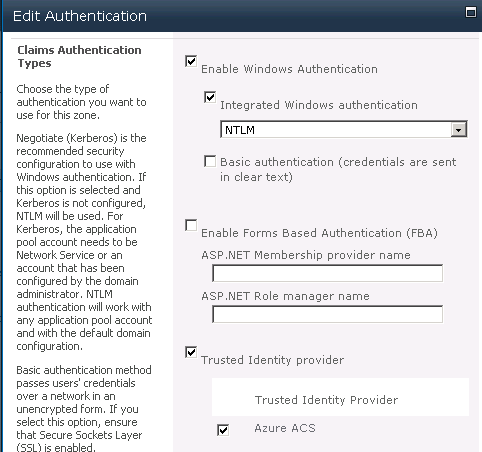 Edit Authentication
Claims Authentication
Types
Choose the type of
authentication you want to
use for this zone.
Negotiate (Kerberos) is the
recommended security
configuration to use with
Windows authentication. If
this option is selected and
Kerberos is not configured,
NTLM will be used. For
Kerberos, the application
pool account needs to be
Network Service or an
account that has been
configured by the domain
administrator. NTLM
authentication will work with
any application pool account
and with the default domain
configuration.
Basic authentication method
passes users' credentials
over a network in an
unencrypted form. If you
select this option, ensure
that Secure Sockets Layer
(SSL) is enabled.
Enable Windows Authentication
Integrated Windows authentication
NTLM
Basic authentication (credentials are sent
in clear text)
Enable Forms Based Authentication (FBA)
ASP.NET Membership provider name
ASP.NET Role manager name
Trusted Identity provider
Trusted Identity Provider
Azure ACS